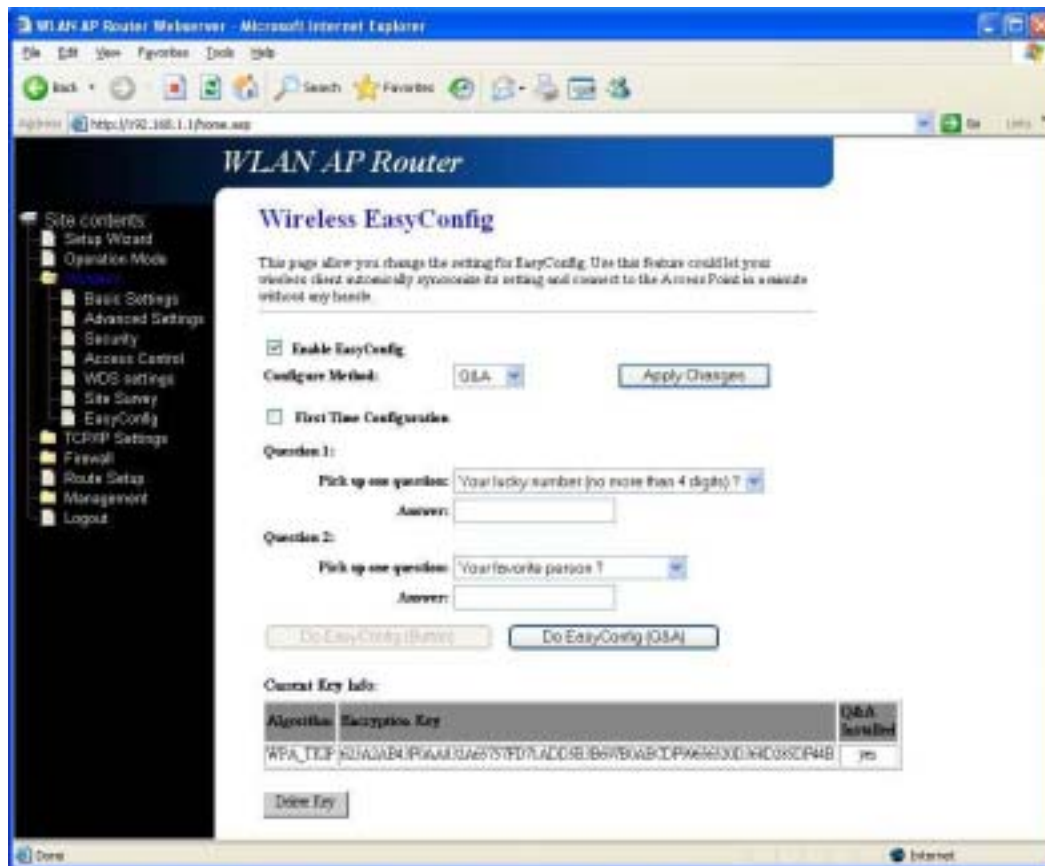 WLAN AP Router Webserver - Microsoft Internet Explorer
File Edit View Favorites Tools Help
Back Search Favorites
Address http://192.168.1.1/home.asp Go Links
WLAN AP Router
Site contents:
Setup Wizard
Operation Mode
Wireless
Basic Settings
Advanced Settings
Security
Access Control
WDS settings
Site Survey
EasyConfig
TCP/IP Settings
Firewall
Route Setup
Management
Logout
Wireless EasyConfig
This page allow you change the setting for EasyConfig. Use this feature could let your
wireless client automically syncronize its setting and connect to the Access Point in a minute
without any hassle.
Enable EasyConfig
Configure Method: Q&A Apply Changes
First Time Configuration
Question 1:
Pick up one question: Your lucky number (no more than 4 digits) ?
Answer:
Question 2:
Pick up one question: Your favorite person ?
Answer:
Do EasyConfig (Button) Do EasyConfig (Q&A)
Current Key Info:
Algorithm Encryption Key Q&A Installed
WPA_TKIP yes
Delete Key
Done Internet